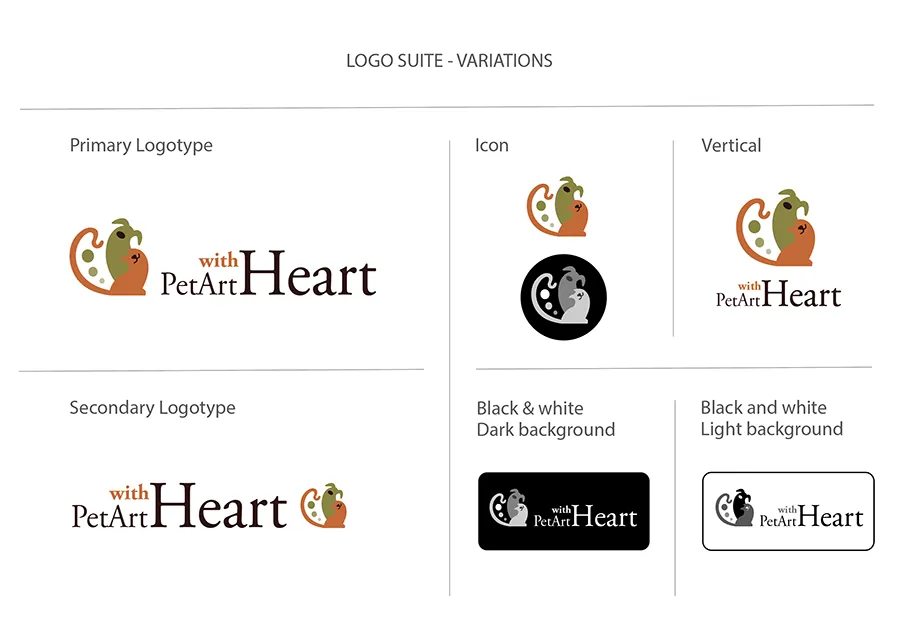 LOGO SUITE - VARIATIONS
Primary Logotype
with
PetArt Heart
Icon
Vertical
with
PetArt Heart
Secondary Logotype
with
PetArt Heart
Black & white
Dark background
with
PetArt Heart
Black and white
Light background
with
PetArt Heart